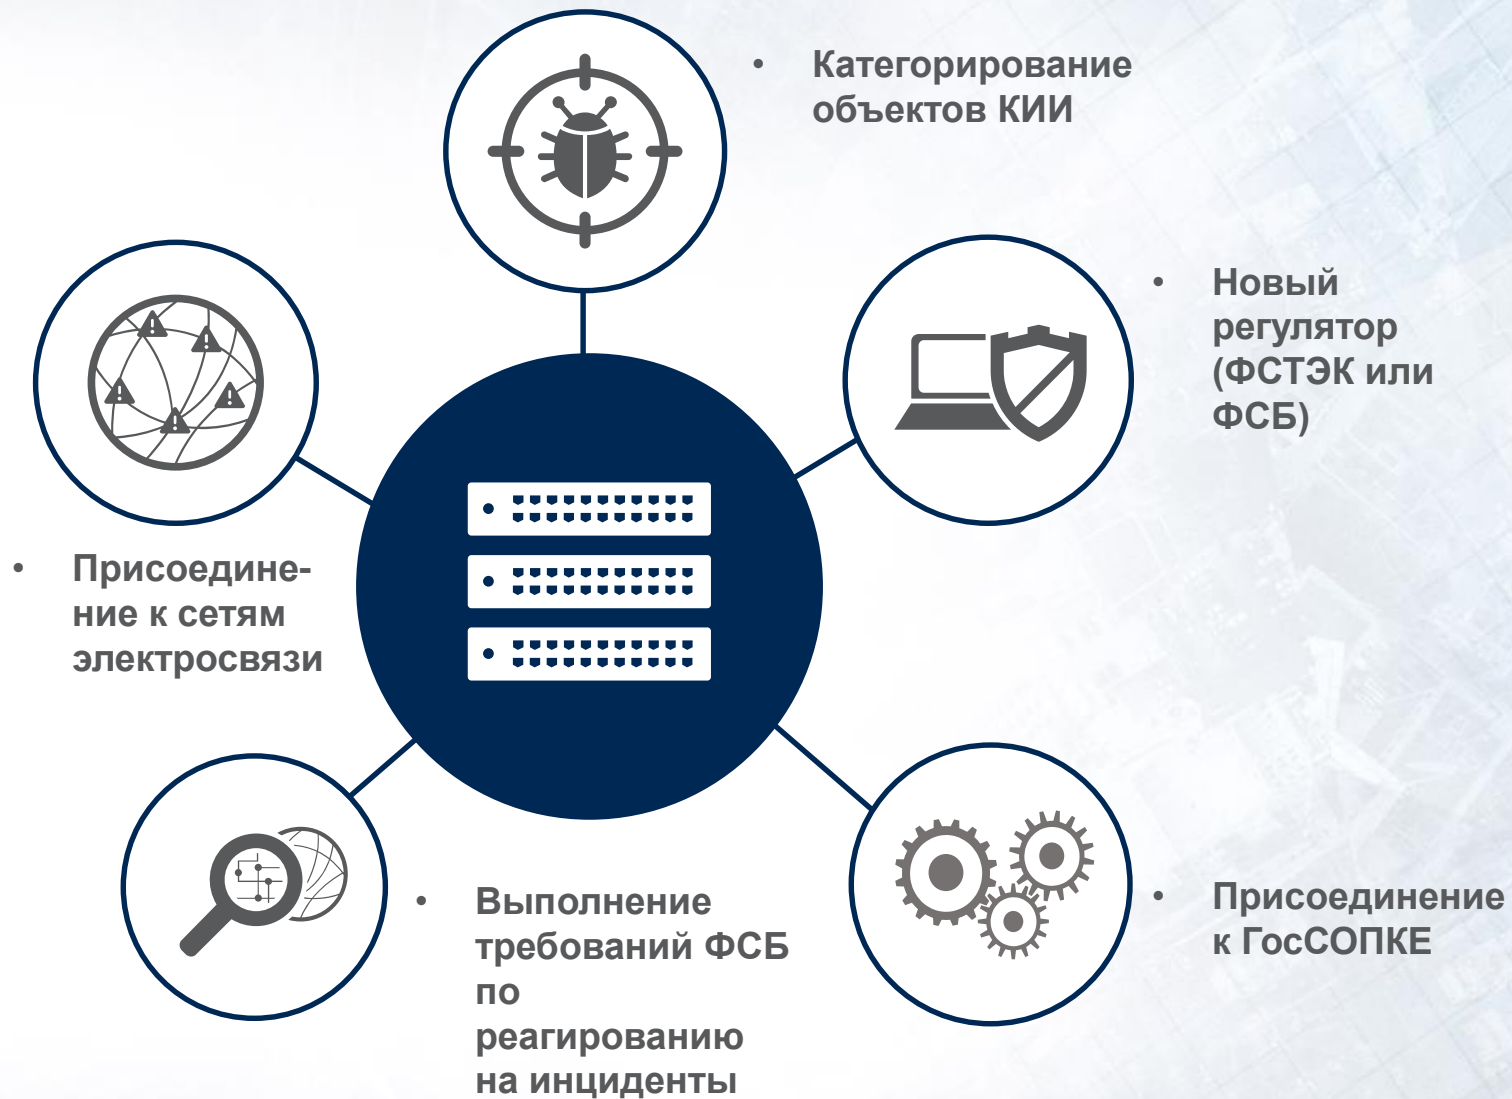 • Категорирование
объектов КИИ
• Новый
регулятор
(ФСТЭК или
ФСБ)
• Присоедине-
ние к сетям
электросвязи
• Выполнение
требований ФСБ
по
реагированию
на инциденты
• Присоединение
к ГосСОПКЕ